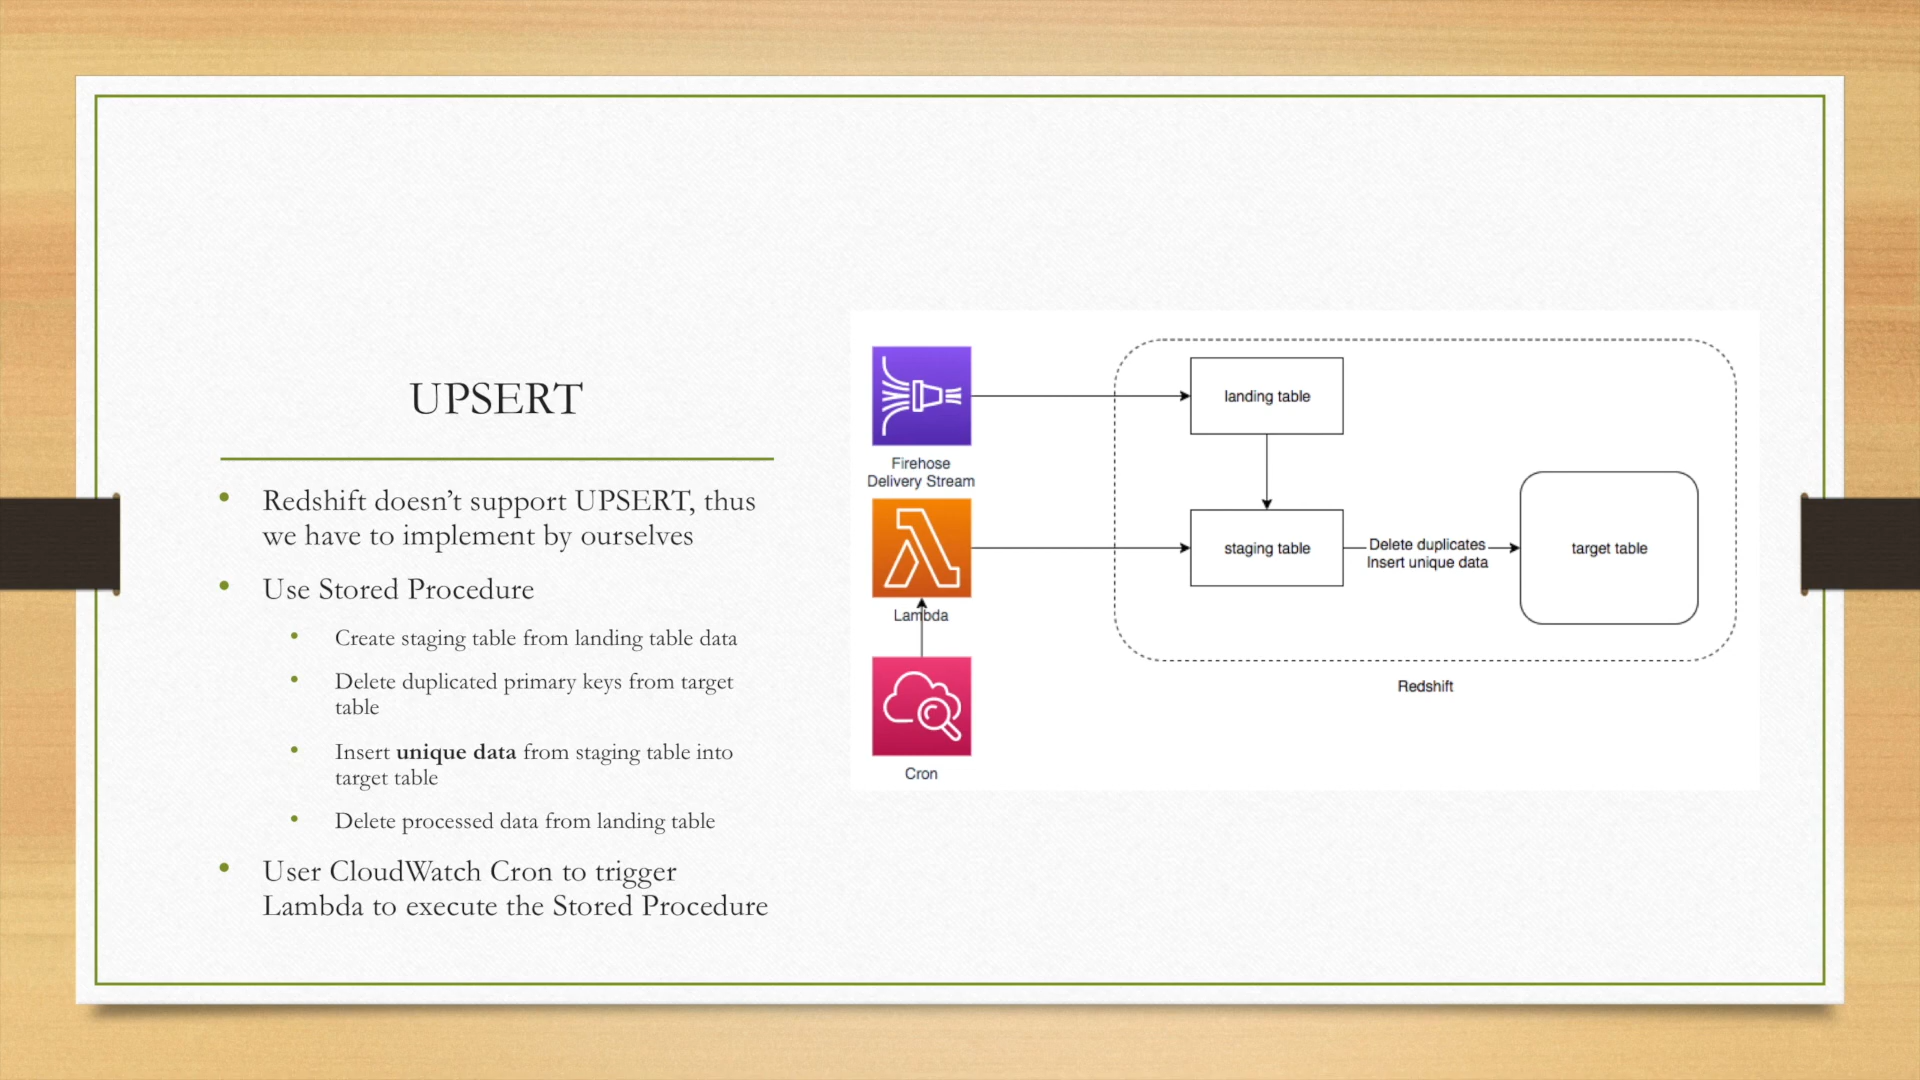 UPSERT
Redshift doesn’t support UPSERT, thus
we have to implement by ourselves
Use Stored Procedure
Create staging table from landing table data
Delete duplicated primary keys from target
table
Insert unique data from staging table into
target table
Delete processed data from landing table
User CloudWatch Cron to trigger
Lambda to execute the Stored Procedure
Firehose
Delivery Stream
Lambda
Cron
landing table
staging table
Delete duplicates
Insert unique data
target table
Redshift